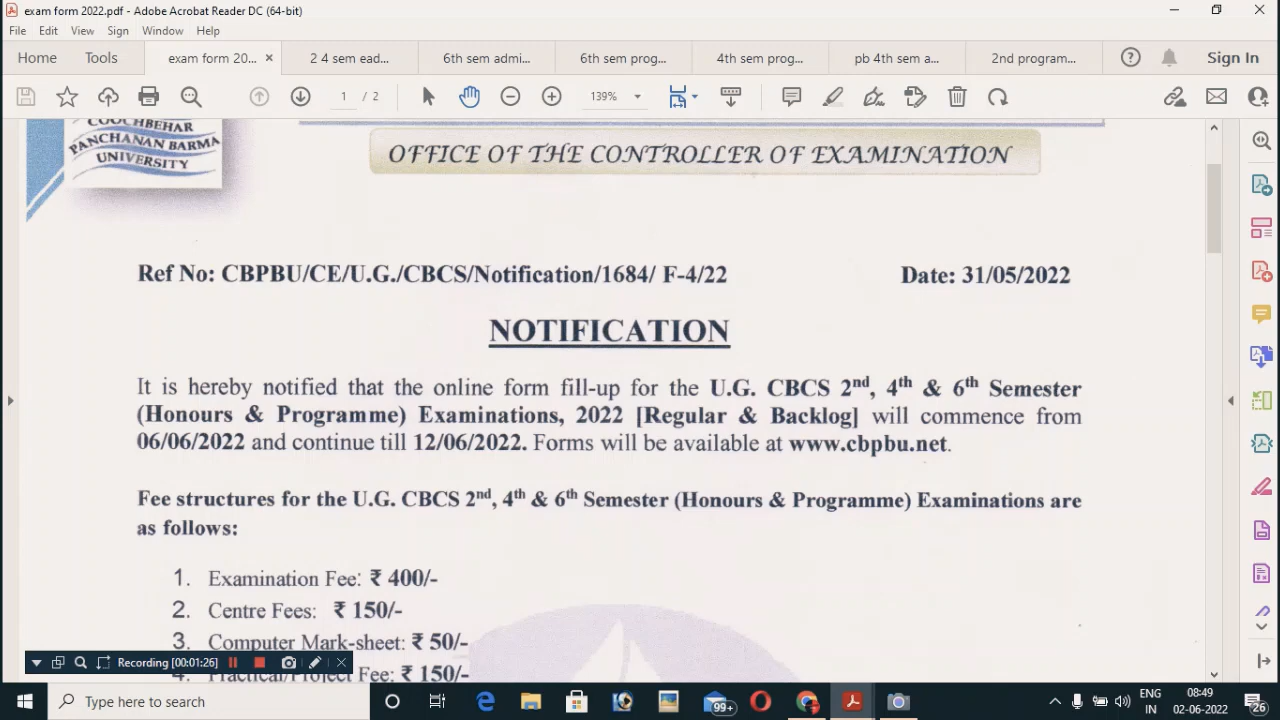 exam form 2022.pdf - Adobe Acrobat Reader DC (64-bit)
File Edit View Sign Window Help
Home Tools exam form 20... × 2 4 sem ead... 6th sem admi... 6th sem prog... 4th sem prog... pb 4th sem a... 2nd program... Sign In
1 / 2 139%
COOCHBEHAR
PANCHANAN BARMA
UNIVERSITY
OFFICE OF THE CONTROLLER OF EXAMINATION
Ref No: CBPBU/CE/U.G./CBCS/Notification/1684/ F-4/22 Date: 31/05/2022
NOTIFICATION
It is hereby notified that the online form fill-up for the U.G. CBCS 2nd, 4th & 6th Semester
(Honours & Programme) Examinations, 2022 [Regular & Backlog] will commence from
06/06/2022 and continue till 12/06/2022. Forms will be available at www.cbpbu.net.
Fee structures for the U.G. CBCS 2nd, 4th & 6th Semester (Honours & Programme) Examinations are
as follows:
1. Examination Fee: ₹ 400/-
2. Centre Fees: ₹ 150/-
3. Computer Mark-sheet: ₹ 50/-
4. Practical/Project Fee: ₹ 150/-
Recording [00:01:26]
Type here to search
99+
ENG
IN
08:49
02-06-2022
26